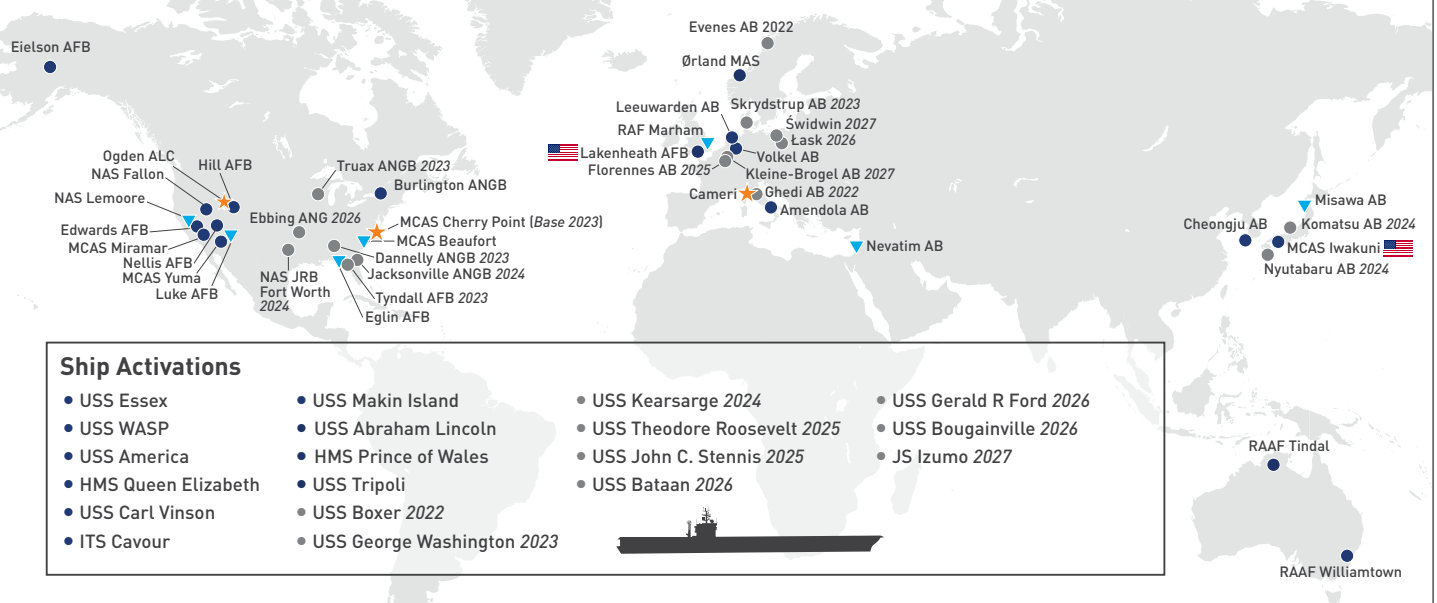 Eielson AFB
Evenes AB 2022
Ørland MAS
Leeuwarden AB
Skrydstrup AB 2023
RAF Marham
Świdwin 2027
Łask 2026
Lakenheath AFB
Volkel AB
Florennes AB 2025
Kleine-Brogel AB 2027
Cameri
Ghedi AB 2022
Amendola AB
Nevatim AB
Ogden ALC
Hill AFB
NAS Fallon
NAS Lemoore
Edwards AFB
MCAS Miramar
Nellis AFB
MCAS Yuma
Luke AFB
Truax ANGB 2023
Burlington ANGB
Ebbing ANG 2026
MCAS Cherry Point (Base 2023)
MCAS Beaufort
Dannelly ANGB 2023
Jacksonville ANGB 2024
NAS JRB
Fort Worth
2024
Tyndall AFB 2023
Eglin AFB
Misawa AB
Cheongju AB
Komatsu AB 2024
MCAS Iwakuni
Nyutabaru AB 2024
RAAF Tindal
RAAF Williamtown
Ship Activations
USS Essex
USS WASP
USS America
HMS Queen Elizabeth
USS Carl Vinson
ITS Cavour
USS Makin Island
USS Abraham Lincoln
HMS Prince of Wales
USS Tripoli
USS Boxer 2022
USS George Washington 2023
USS Kearsarge 2024
USS Theodore Roosevelt 2025
USS John C. Stennis 2025
USS Bataan 2026
USS Gerald R Ford 2026
USS Bougainville 2026
JS Izumo 2027